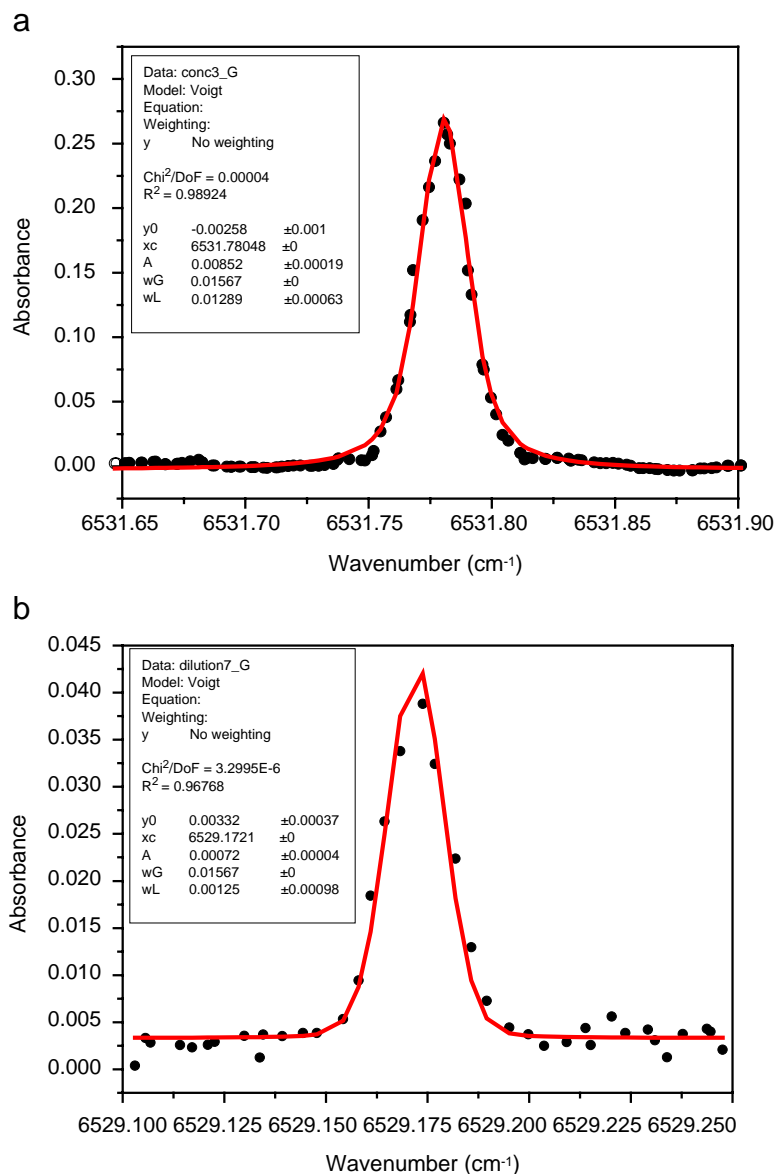 a
0.30
0.25
0.20
0.15
0.10
0.05
0.00
Absorbance
Data: conc3_G
Model: Voigt
Equation:
Weighting:
y No weighting
Chi²/DoF = 0.00004
R² = 0.98924
y0 -0.00258 ±0.001
xc 6531.78048 ±0
A 0.00852 ±0.00019
wG 0.01567 ±0
wL 0.01289 ±0.00063
6531.65 6531.70 6531.75 6531.80 6531.85 6531.90
Wavenumber (cm-1)
b
0.045
0.040
0.035
0.030
0.025
0.020
0.015
0.010
0.005
0.000
Absorbance
Data: dilution7_G
Model: Voigt
Equation:
Weighting:
y No weighting
Chi²/DoF = 3.2995E-6
R² = 0.96768
y0 0.00332 ±0.00037
xc 6529.1721 ±0
A 0.00072 ±0.00004
wG 0.01567 ±0
wL 0.00125 ±0.00098
6529.100 6529.125 6529.150 6529.175 6529.200 6529.225 6529.250
Wavenumber (cm-1)